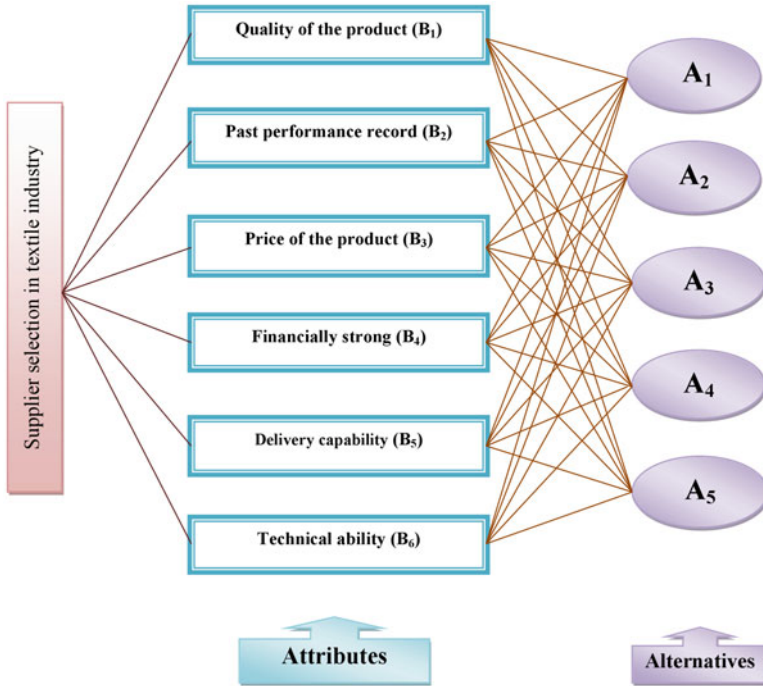 Supplier selection in textile industry
Quality of the product (B₁)
Past performance record (B₂)
Price of the product (B₃)
Financially strong (B₄)
Delivery capability (B₅)
Technical ability (B₆)
A₁
A₂
A₃
A₄
A₅
Attributes
Alternatives